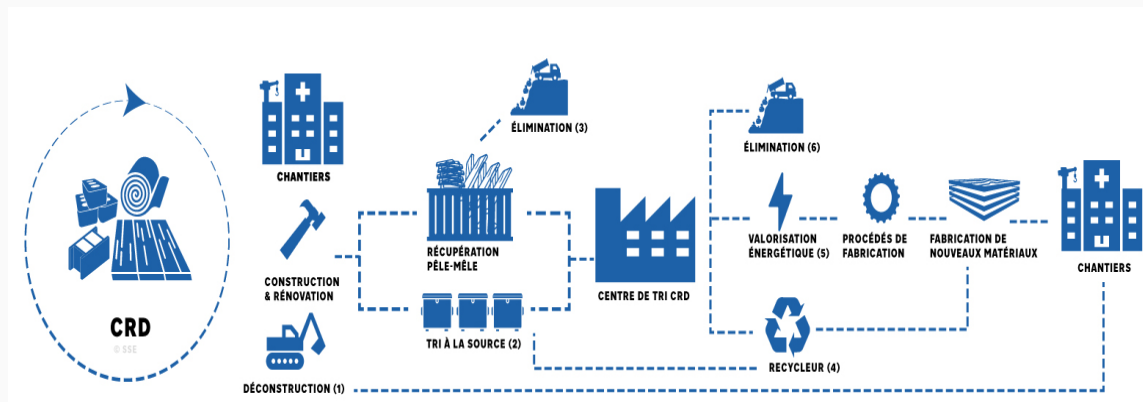 CRD
© SSE
CHANTIERS
CONSTRUCTION
& RÉNOVATION
DÉCONSTRUCTION (1)
ÉLIMINATION (3)
RÉCUPÉRATION
PÊLE-MÊLE
TRI À LA SOURCE (2)
CENTRE DE TRI CRD
ÉLIMINATION (6)
VALORISATION
ÉNERGÉTIQUE (5)
PROCÉDÉS DE
FABRICATION
FABRICATION DE
NOUVEAUX MATÉRIAUX
RECYCLEUR (4)
CHANTIERS